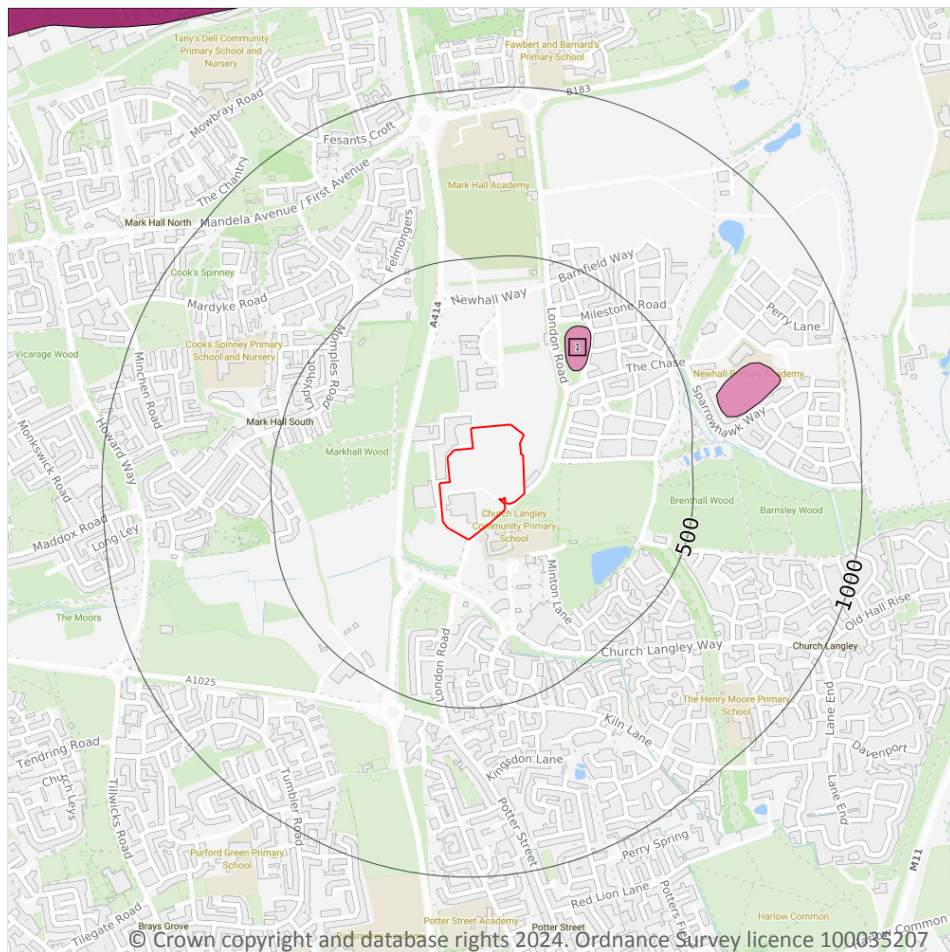 Tany's Dell Community
Primary School and
Nursery
Fawbert and Barnard's
Primary School
B183
Mowbray Road
Fesants Croft
The Chantry
Mark Hall Academy
Mandela Avenue / First Avenue
Mark Hall North
Felmongers
Cook's Spinney
Barnfield Way
Mardyke Road
Newhall Way
A414
Milestone Road
Perry Lane
London Road
1
Momples Road
Vicarage Wood
Cooks Spinney Primary
School and Nursery
Minchen Road
The Chase
Newhall Primary Academy
Sparrowhawk Way
Mark Hall South
Howard Way
Monkswick Road
Markhall Wood
Brenthall Wood
Barnsley Wood
Church Langley
Community Primary
School
500
Maddox Road
Long Ley
Minton Lane
1000
Old Hall Rise
The Moors
London Road
Church Langley Way
Church Langley
A1025
The Henry Moore Primary
School
Lane End
Kiln Lane
Davenport
Tendring Road
Kingsdon Lane
Church Leys
Tillwicks Road
Tumbler Road
Lane End
Potter Street
Perry Spring
M11
Purford Green Primary
School
Red Lion Lane
Tilegate Road
Brays Grove
Potter Street Academy
Potter Street
Harlow Common
© Crown copyright and database rights 2024. Ordnance Survey licence 100035207